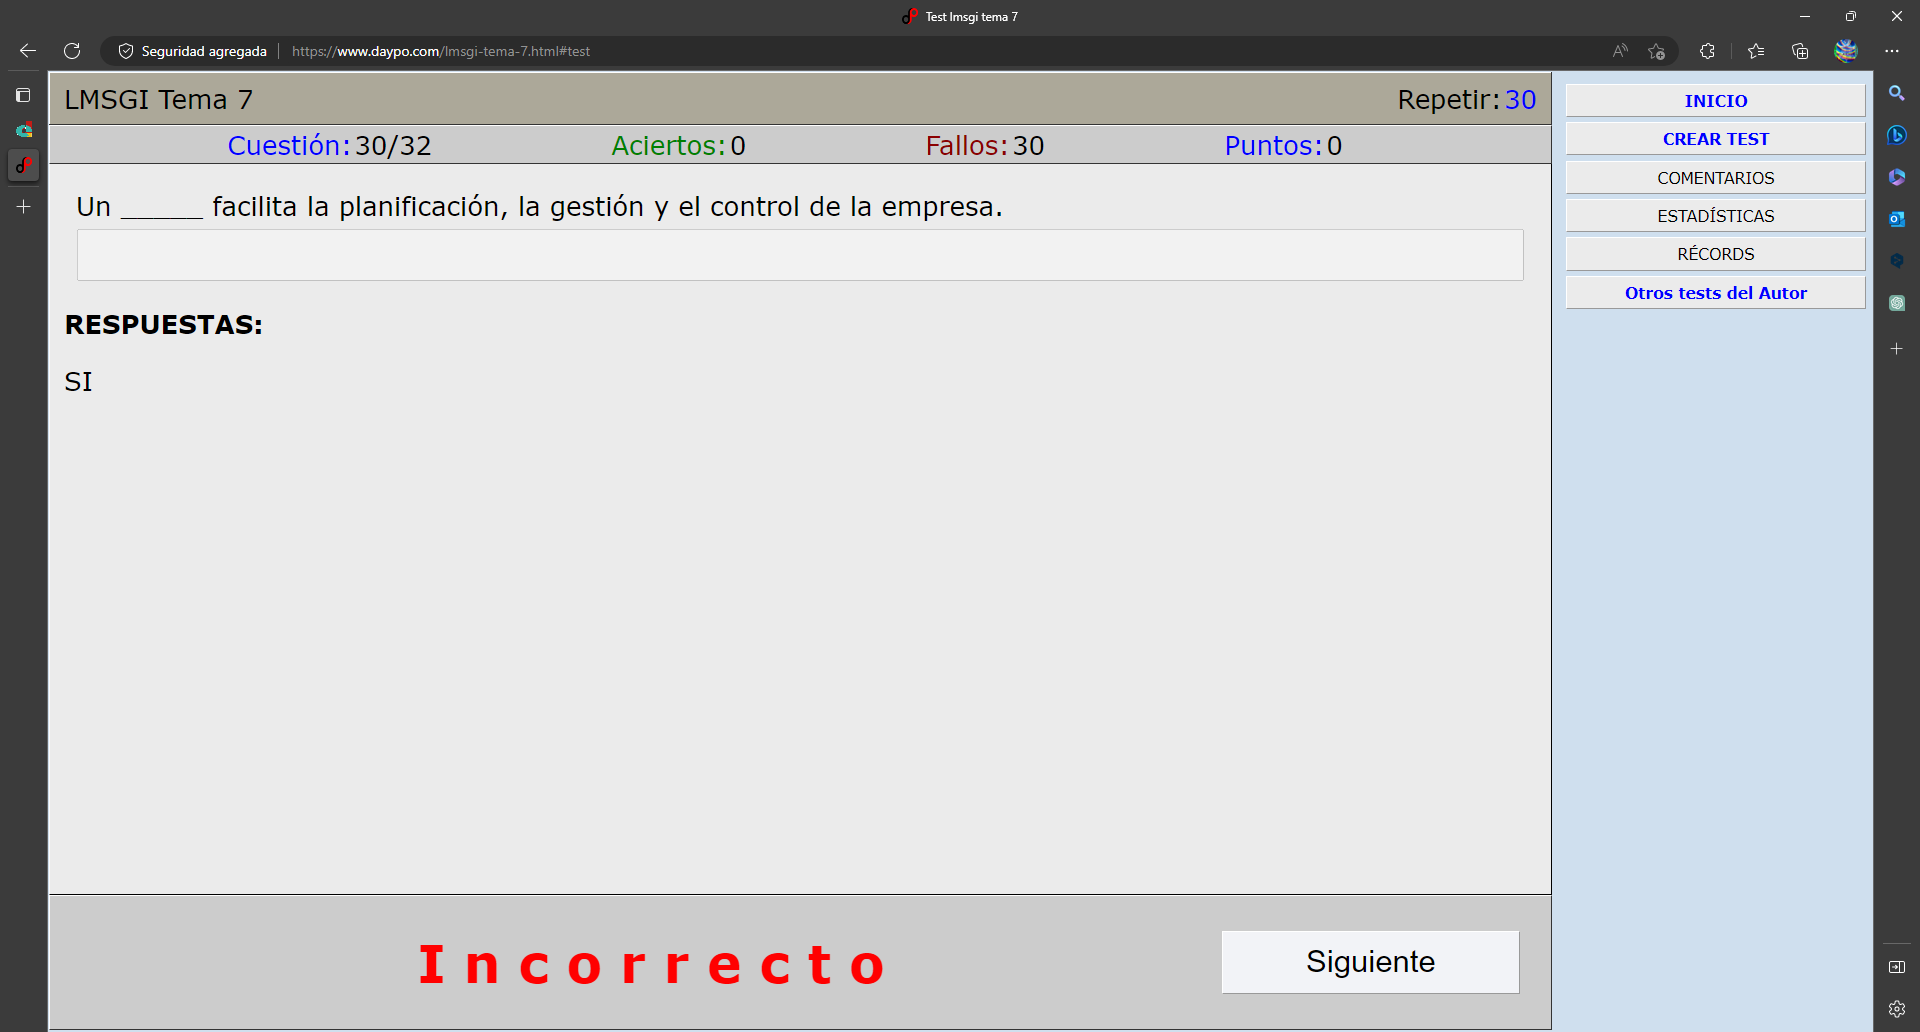 Test lmsgi tema 7
Seguridad agregada
https://www.daypo.com/lmsgi-tema-7.html#test
LMSGI Tema 7
Repetir: 30
Cuestión: 30/32
Aciertos: 0
Fallos: 30
Puntos: 0
Un _____ facilita la planificación, la gestión y el control de la empresa.
RESPUESTAS:
SI
Incorrecto
Siguiente
INICIO
CREAR TEST
COMENTARIOS
ESTADÍSTICAS
RÉCORDS
Otros tests del Autor